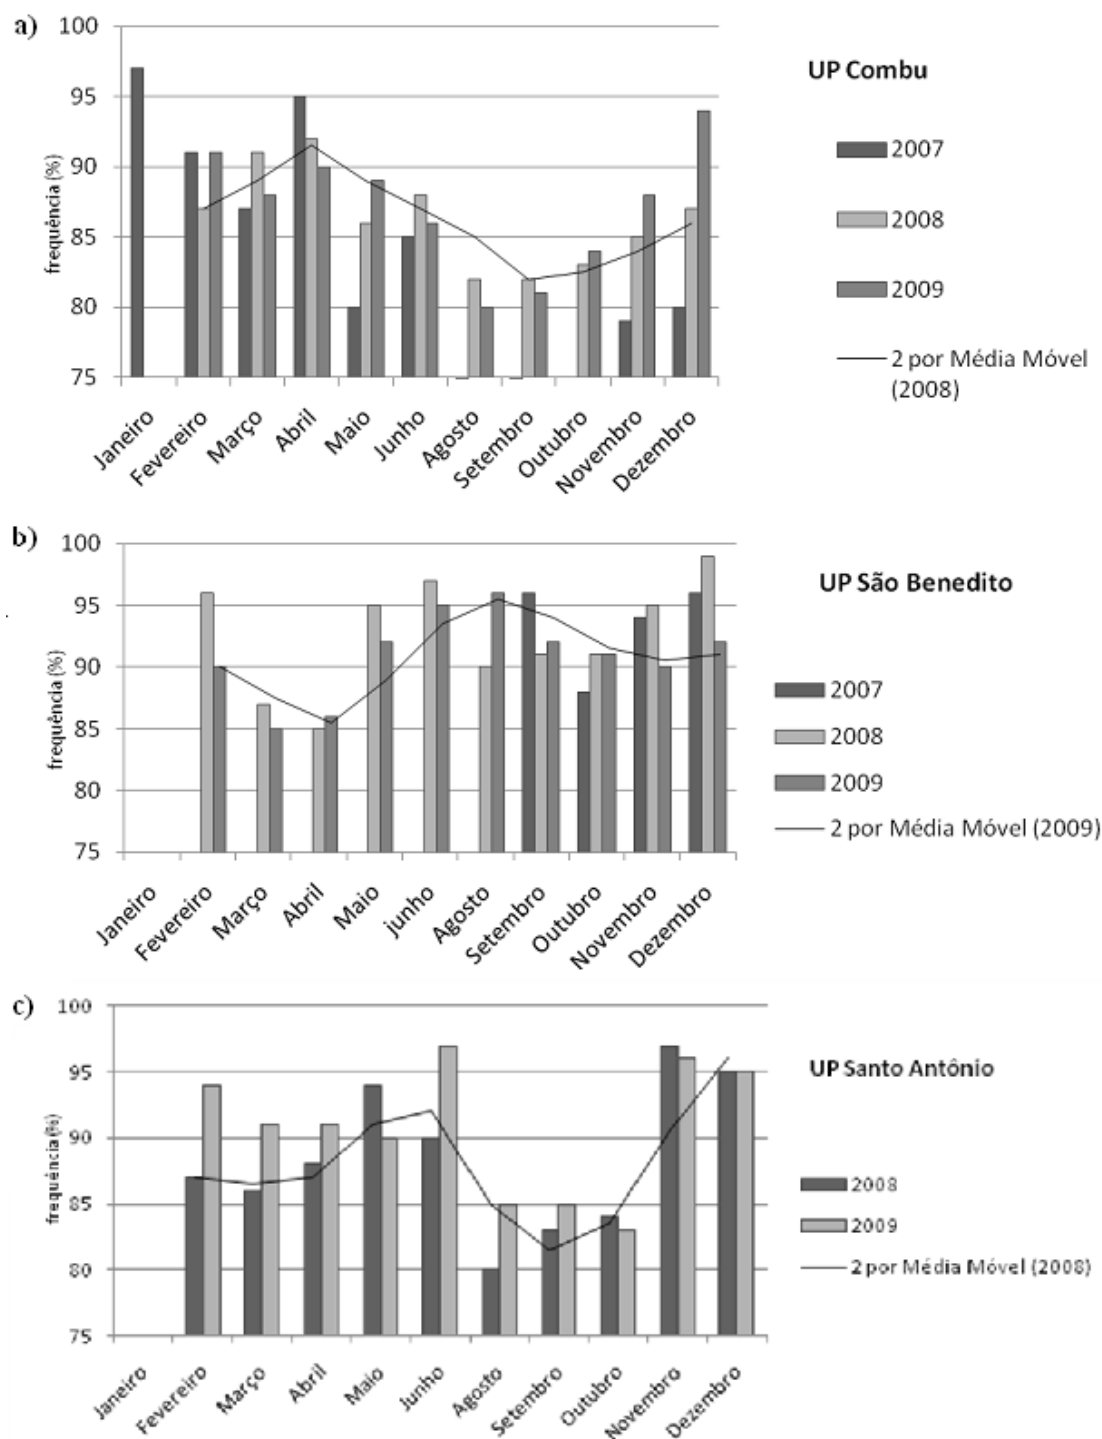 a)
UP Combu
frequência (%)
100
95
90
85
80
75
Janeiro
Fevereiro
Março
Abril
Maio
Junho
Agosto
Setembro
Outubro
Novembro
Dezembro
2007
2008
2009
2 por Média Móvel
(2008)
b)
UP São Benedito
frequência (%)
100
95
90
85
80
75
Janeiro
Fevereiro
Março
Abril
Maio
junho
Agosto
Setembro
Outubro
Novembro
Dezembro
2007
2008
2009
2 por Média Móvel (2009)
c)
UP Santo Antônio
frequência (%)
100
95
90
85
80
75
Janeiro
Fevereiro
Março
Abril
Maio
Junho
Agosto
Setembro
Outubro
Novembro
Dezembro
2008
2009
2 por Média Móvel (2008)